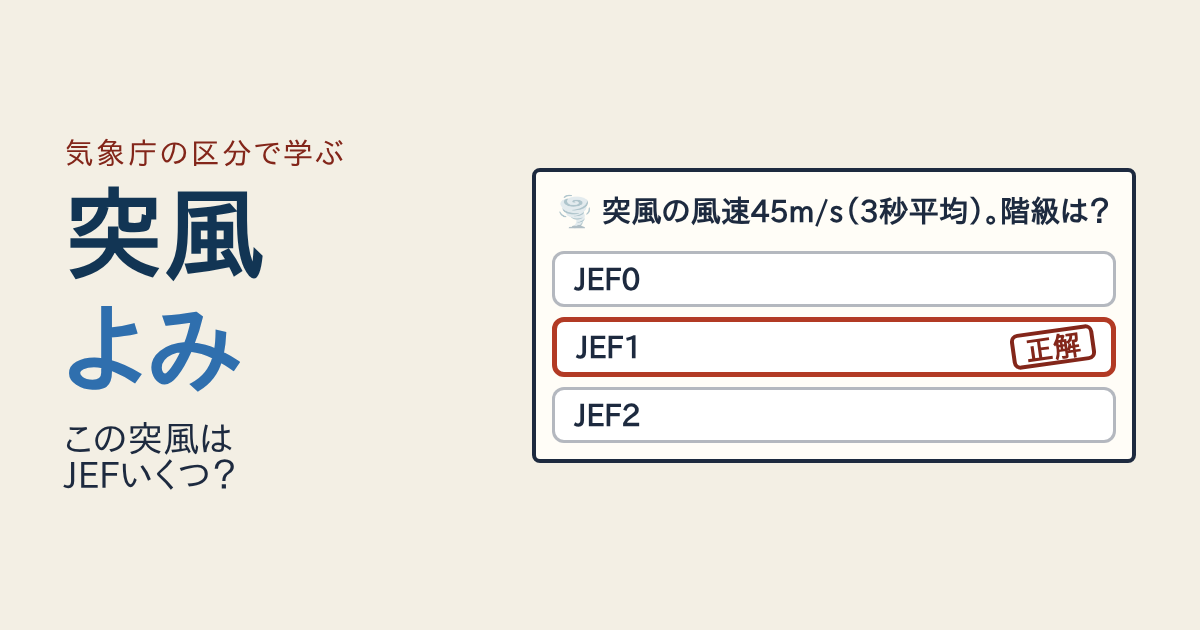 気象庁の区分で学ぶ
突風
よみ
この突風は
JEFいくつ？
突風の風速45m/s（3秒平均）。階級は？
JEF0
JEF1
正解
JEF2